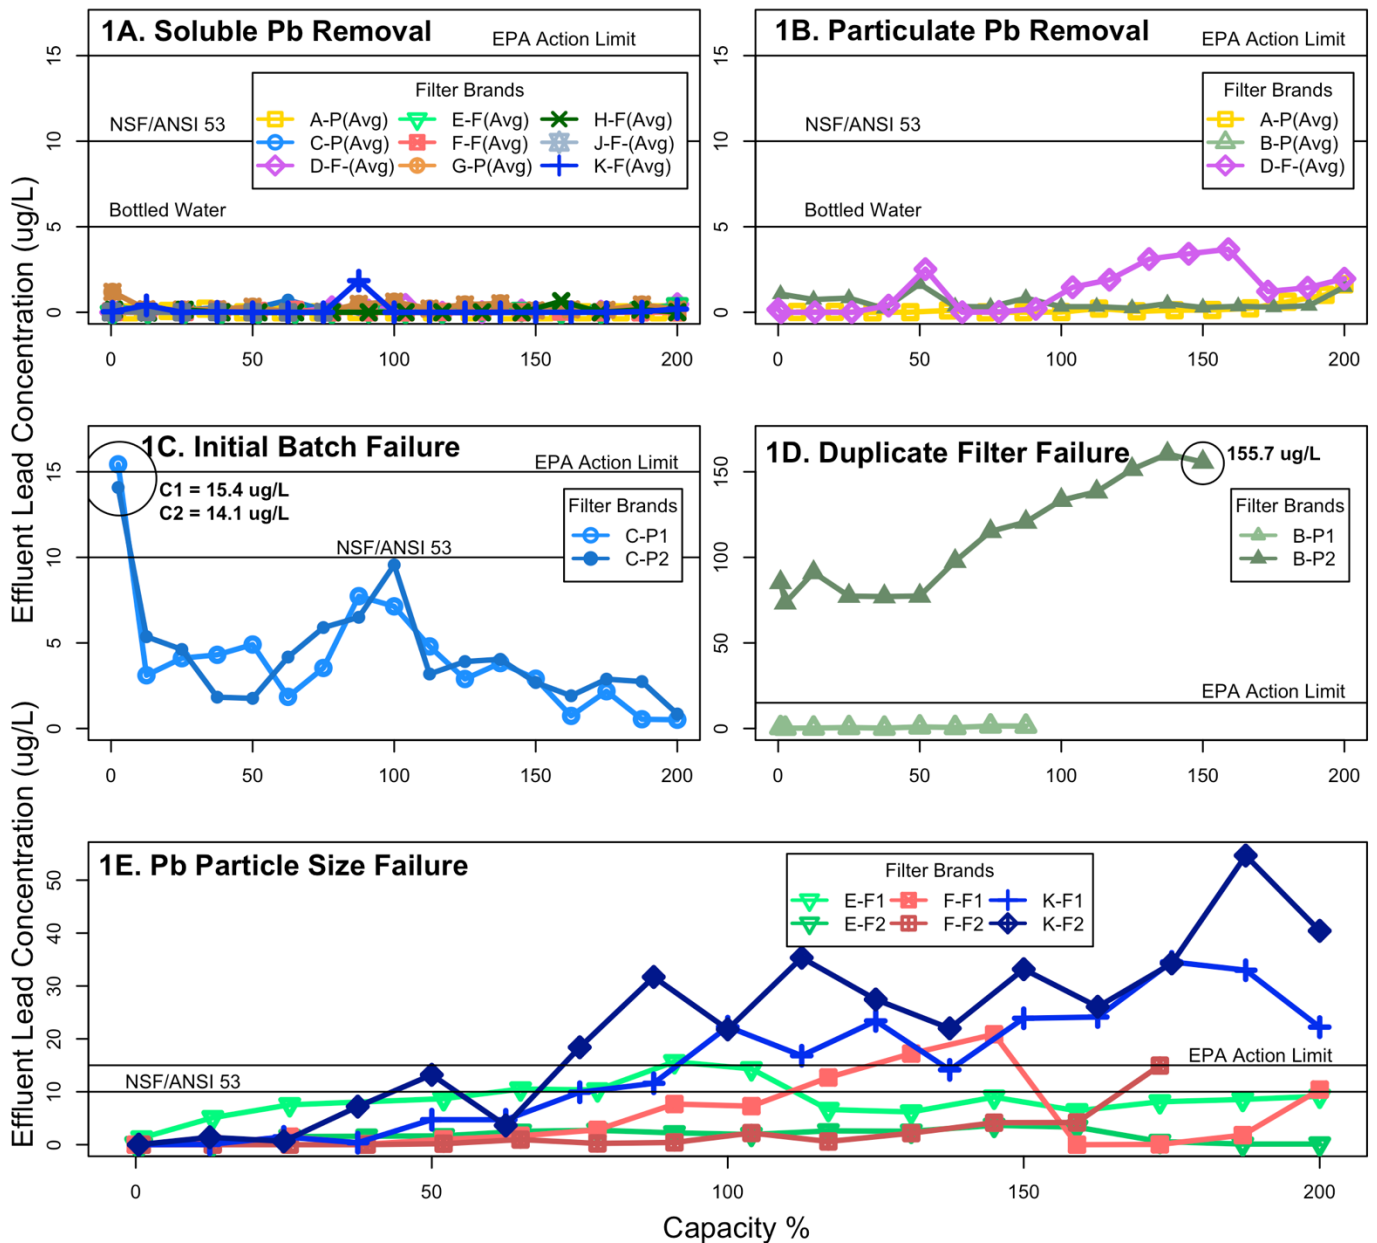 1A. Soluble Pb Removal
EPA Action Limit
Filter Brands
A-P(Avg) E-F(Avg) H-F(Avg)
C-P(Avg) F-F(Avg) J-F-(Avg)
D-F-(Avg) G-P(Avg) K-F(Avg)
NSF/ANSI 53
Bottled Water
15
10
5
0
0 50 100 150 200
1B. Particulate Pb Removal
EPA Action Limit
Filter Brands
A-P(Avg)
B-P(Avg)
D-F-(Avg)
NSF/ANSI 53
Bottled Water
15
10
5
0
0 50 100 150 200
Effluent Lead Concentration (ug/L)
1C. Initial Batch Failure
EPA Action Limit
C1 = 15.4 ug/L
C2 = 14.1 ug/L
Filter Brands
C-P1
C-P2
NSF/ANSI 53
15
10
5
0
0 50 100 150 200
1D. Duplicate Filter Failure
155.7 ug/L
Filter Brands
B-P1
B-P2
EPA Action Limit
150
100
50
0
0 50 100 150 200
Effluent Lead Concentration (ug/L)
1E. Pb Particle Size Failure
Filter Brands
E-F1 F-F1 K-F1
E-F2 F-F2 K-F2
EPA Action Limit
NSF/ANSI 53
50
40
30
20
10
0
0 50 100 150 200
Capacity %